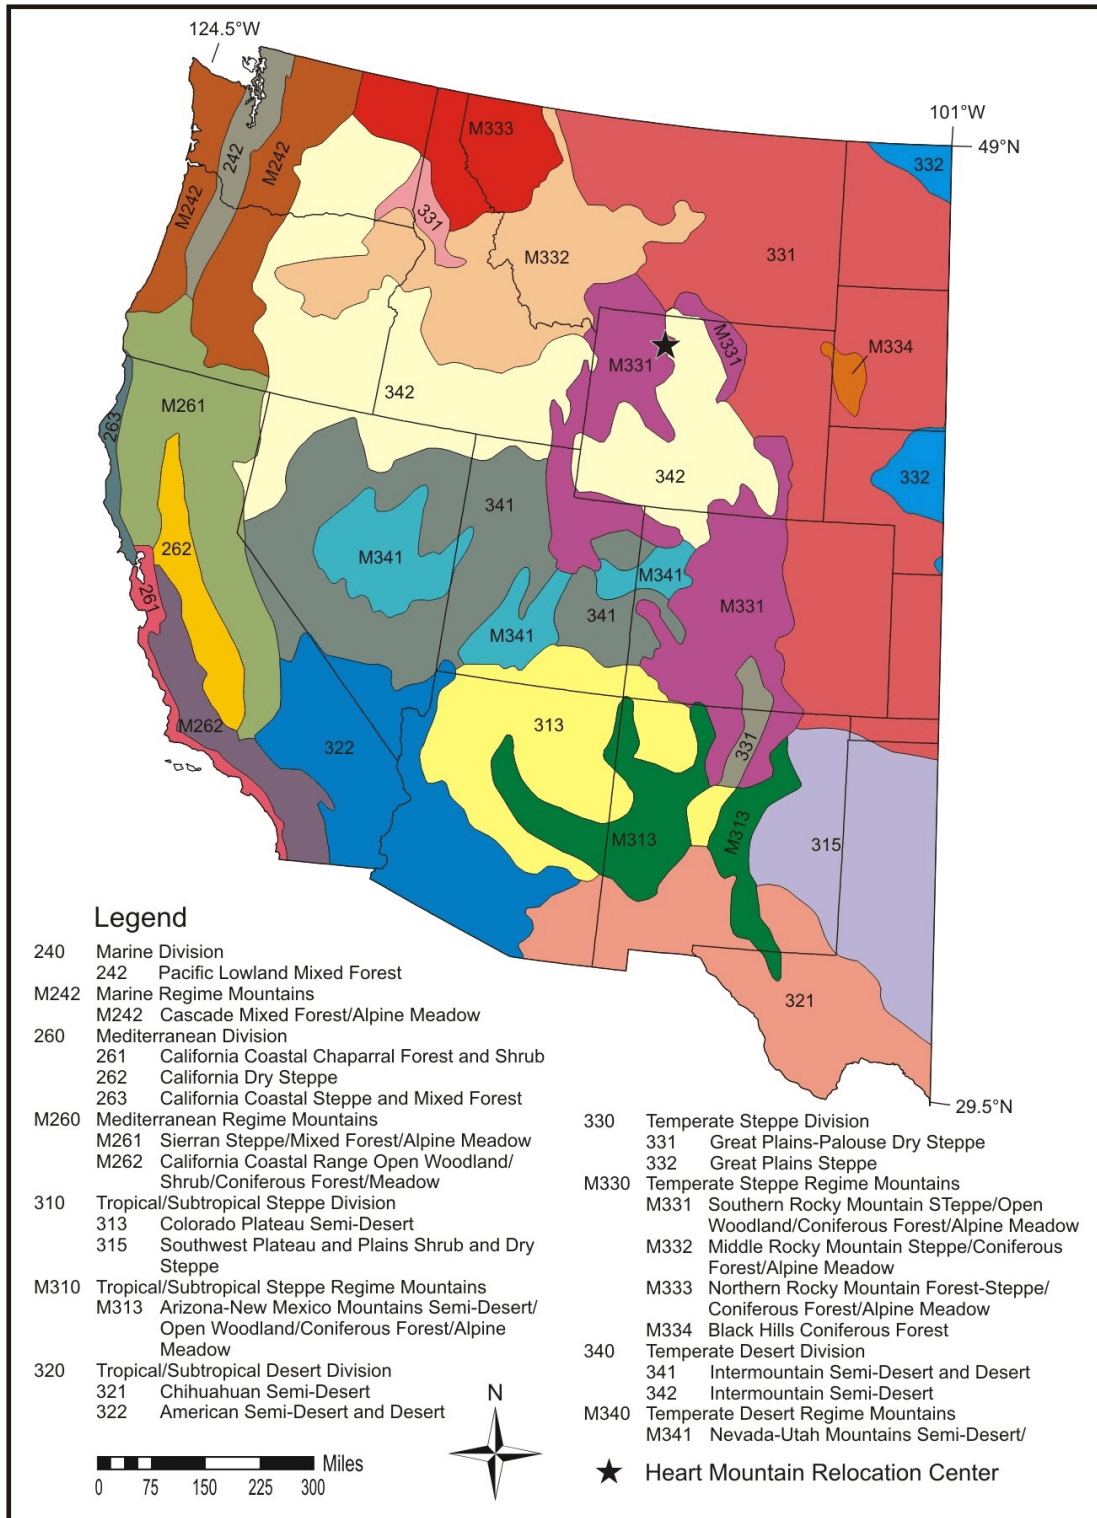 124.5°W
101°W
49°N
M333
332
242
M242
M242
331
M332
331
M331
M331
M334
342
M261
263
342
332
341
262
M341
M341
261
341
M331
M341
M262
313
322
331
M313
M313
315
321
29.5°N
Legend
240 Marine Division
242 Pacific Lowland Mixed Forest
M242 Marine Regime Mountains
M242 Cascade Mixed Forest/Alpine Meadow
260 Mediterranean Division
261 California Coastal Chaparral Forest and Shrub
262 California Dry Steppe
263 California Coastal Steppe and Mixed Forest
M260 Mediterranean Regime Mountains
M261 Sierran Steppe/Mixed Forest/Alpine Meadow
M262 California Coastal Range Open Woodland/
Shrub/Coniferous Forest/Meadow
310 Tropical/Subtropical Steppe Division
313 Colorado Plateau Semi-Desert
315 Southwest Plateau and Plains Shrub and Dry
Steppe
M310 Tropical/Subtropical Steppe Regime Mountains
M313 Arizona-New Mexico Mountains Semi-Desert/
Open Woodland/Coniferous Forest/Alpine
Meadow
320 Tropical/Subtropical Desert Division
321 Chihuahuan Semi-Desert
322 American Semi-Desert and Desert
330 Temperate Steppe Division
331 Great Plains-Palouse Dry Steppe
332 Great Plains Steppe
M330 Temperate Steppe Regime Mountains
M331 Southern Rocky Mountain STeppe/Open
Woodland/Coniferous Forest/Alpine Meadow
M332 Middle Rocky Mountain Steppe/Coniferous
Forest/Alpine Meadow
M333 Northern Rocky Mountain Forest-Steppe/
Coniferous Forest/Alpine Meadow
M334 Black Hills Coniferous Forest
340 Temperate Desert Division
341 Intermountain Semi-Desert and Desert
342 Intermountain Semi-Desert
M340 Temperate Desert Regime Mountains
M341 Nevada-Utah Mountains Semi-Desert/
Heart Mountain Relocation Center
N
Miles
0 75 150 225 300